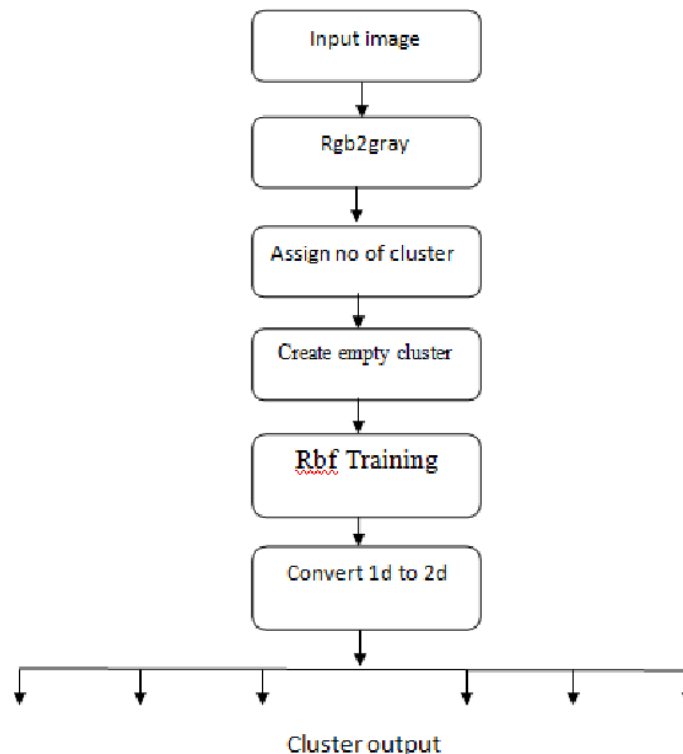 Input image
Rgb2gray
Assign no of cluster
Create empty cluster
Rbf Training
Convert 1d to 2d
Cluster output